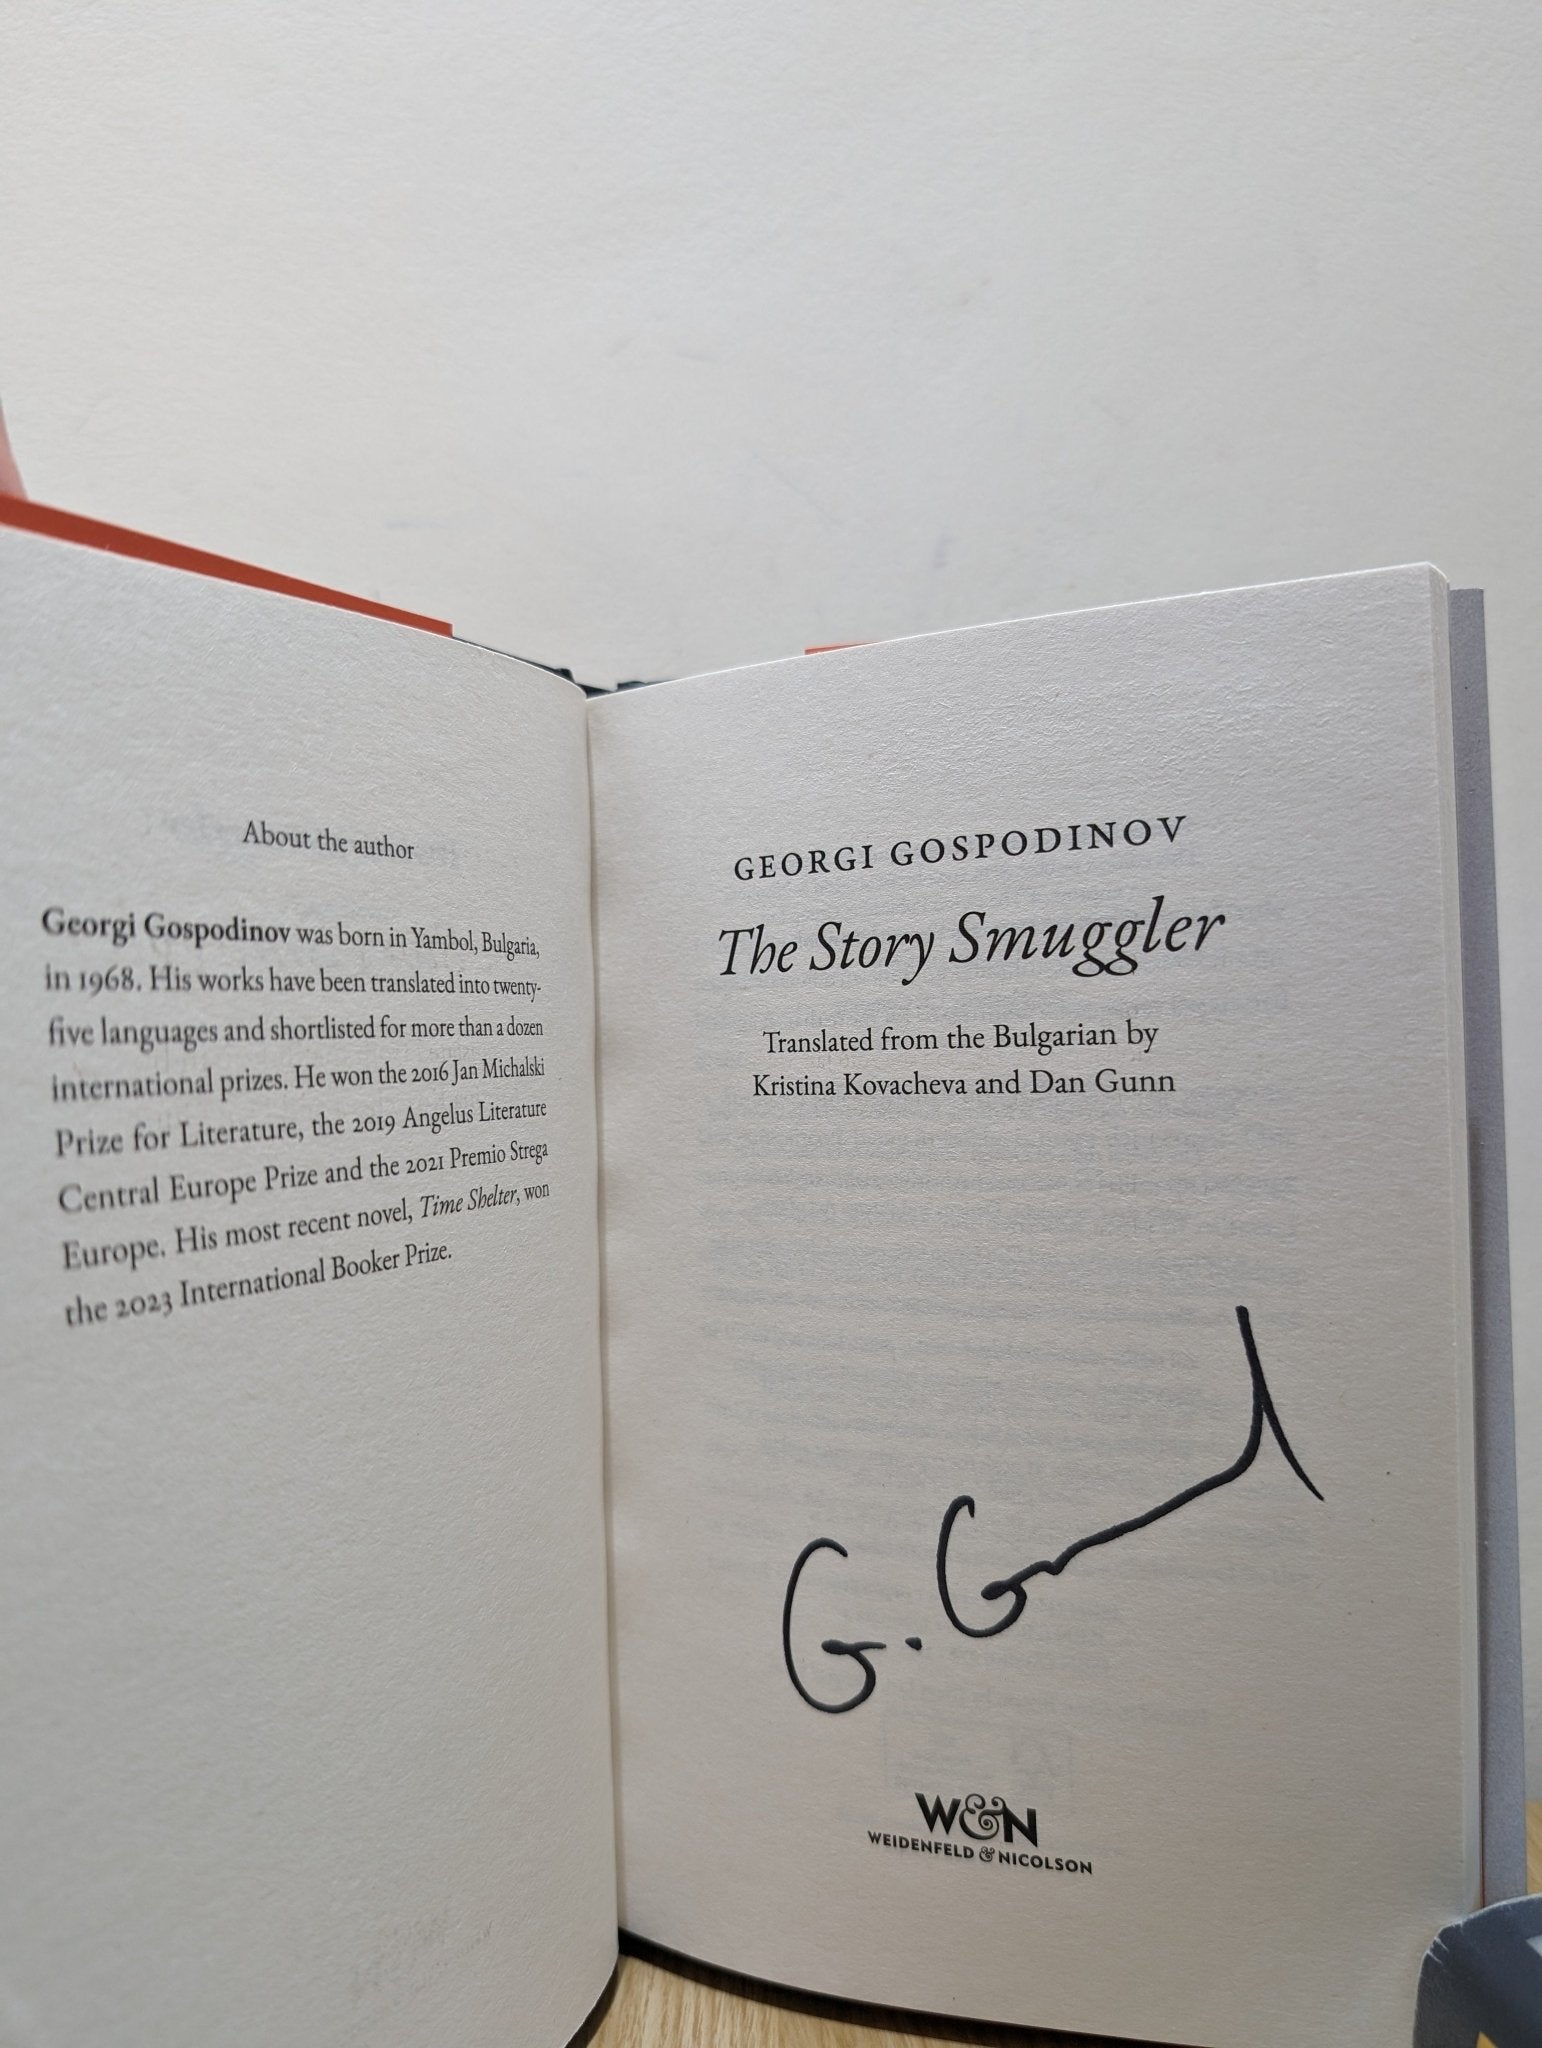 About the author
Georgi Gospodinov was born in Yambol, Bulgaria,
in 1968. His works have been translated into twenty-
five languages and shortlisted for more than a dozen
international prizes. He won the 2016 Jan Michalski
Prize for Literature, the 2019 Angelus Literature
Central Europe Prize and the 2021 Premio Strega
Europe. His most recent novel, Time Shelter, won
the 2023 International Booker Prize.
GEORGI GOSPODINOV
The Story Smuggler
Translated from the Bulgarian by
Kristina Kovacheva and Dan Gunn
G. G
W&N
WEIDENFELD & NICOLSON